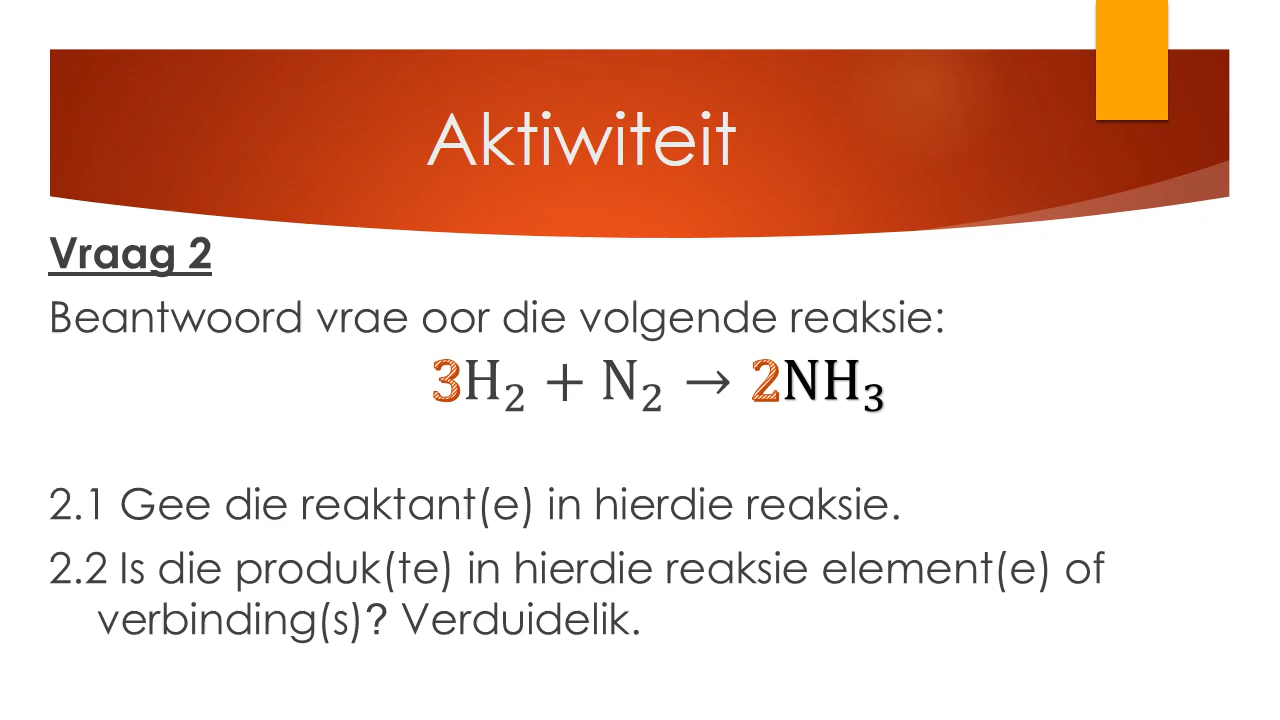 Aktiwiteit
Vraag 2
Beantwoord vrae oor die volgende reaksie:
3H₂ + N₂ → 2NH₃
2.1 Gee die reaktant(e) in hierdie reaksie.
2.2 Is die produk(te) in hierdie reaksie element(e) of
verbinding(s)? Verduidelik.